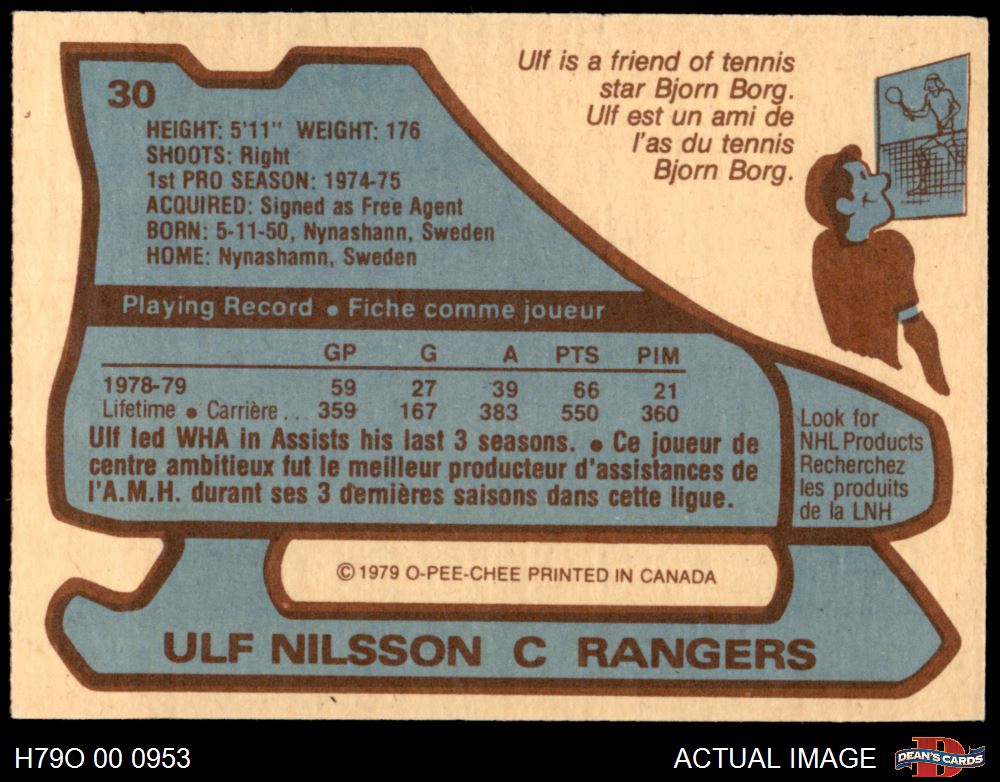 30
HEIGHT: 5'11" WEIGHT: 176
SHOOTS: Right
1st PRO SEASON: 1974-75
ACQUIRED: Signed as Free Agent
BORN: 5-11-50, Nynashann, Sweden
HOME: Nynashamn, Sweden
Ulf is a friend of tennis
star Bjorn Borg.
Ulf est un ami de
l'as du tennis
Bjorn Borg.
Playing Record • Fiche comme joueur
GP G A PTS PIM
1978-79 59 27 39 66 21
Lifetime • Carrière . . 359 167 383 550 360
Ulf led WHA in Assists his last 3 seasons. • Ce joueur de
centre ambitieux fut le meilleur producteur d'assistances de
l'A.M.H. durant ses 3 dernières saisons dans cette ligue.
Look for
NHL Products
Recherchez
les produits
de la LNH
© 1979 O-PEE-CHEE PRINTED IN CANADA
ULF NILSSON C RANGERS
H79O 00 0953
ACTUAL IMAGE
D
DEAN'S CARDS